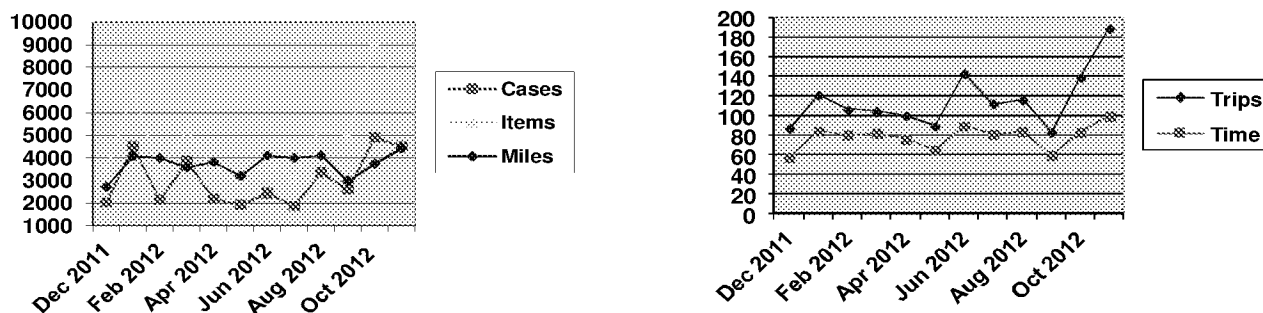 10000
9000
8000
7000
6000
5000
4000
3000
2000
1000
Dec 2011
Feb 2012
Apr 2012
Jun 2012
Aug 2012
Oct 2012
Cases
Items
Miles
200
180
160
140
120
100
80
60
40
20
0
Dec 2011
Feb 2012
Apr 2012
Jun 2012
Aug 2012
Oct 2012
Trips
Time